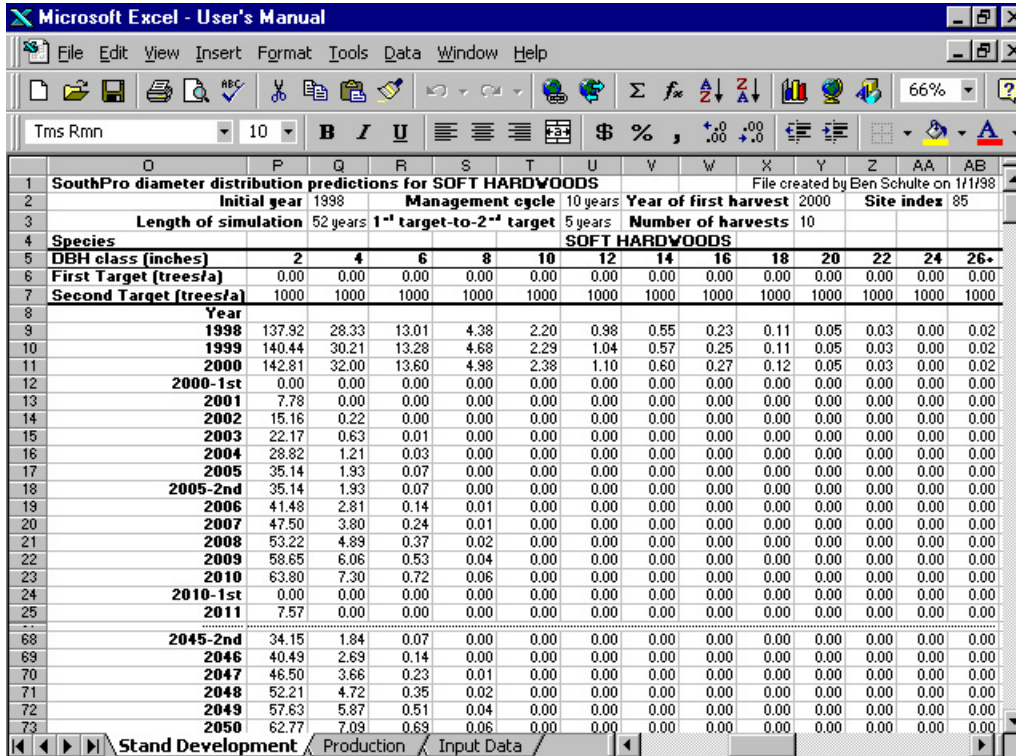 Microsoft Excel - User's Manual
File Edit View Insert Format Tools Data Window Help
ABC Σ fx A Z Z A 66% ?
Tms Rmn 10 B I U a $ % , .0 .00 .00 .0 A
O P Q R S T U V W X Y Z AA AB
1 SouthPro diameter distribution predictions for SOFT HARDWOODS File created by Ben Schulte on 1/1/98
2 Initial year 1998 Management cycle 10 years Year of first harvest 2000 Site index 85
3 Length of simulation 52 years 1st target-to-2nd target 5 years Number of harvests 10
4 Species SOFT HARDWOODS
5 DBH class (inches) 2 4 6 8 10 12 14 16 18 20 22 24 26+
6 First Target (trees/a) 0.00 0.00 0.00 0.00 0.00 0.00 0.00 0.00 0.00 0.00 0.00 0.00 0.00
7 Second Target (trees/a) 1000 1000 1000 1000 1000 1000 1000 1000 1000 1000 1000 1000 1000
8 Year
9 1998 137.92 28.33 13.01 4.38 2.20 0.98 0.55 0.23 0.11 0.05 0.03 0.00 0.02
10 1999 140.44 30.21 13.28 4.68 2.29 1.04 0.57 0.25 0.11 0.05 0.03 0.00 0.02
11 2000 142.81 32.00 13.60 4.98 2.38 1.10 0.60 0.27 0.12 0.05 0.03 0.00 0.02
12 2000-1st 0.00 0.00 0.00 0.00 0.00 0.00 0.00 0.00 0.00 0.00 0.00 0.00 0.00
13 2001 7.78 0.00 0.00 0.00 0.00 0.00 0.00 0.00 0.00 0.00 0.00 0.00 0.00
14 2002 15.16 0.22 0.00 0.00 0.00 0.00 0.00 0.00 0.00 0.00 0.00 0.00 0.00
15 2003 22.17 0.63 0.01 0.00 0.00 0.00 0.00 0.00 0.00 0.00 0.00 0.00 0.00
16 2004 28.82 1.21 0.03 0.00 0.00 0.00 0.00 0.00 0.00 0.00 0.00 0.00 0.00
17 2005 35.14 1.93 0.07 0.00 0.00 0.00 0.00 0.00 0.00 0.00 0.00 0.00 0.00
18 2005-2nd 35.14 1.93 0.07 0.00 0.00 0.00 0.00 0.00 0.00 0.00 0.00 0.00 0.00
19 2006 41.48 2.81 0.14 0.01 0.00 0.00 0.00 0.00 0.00 0.00 0.00 0.00 0.00
20 2007 47.50 3.80 0.24 0.01 0.00 0.00 0.00 0.00 0.00 0.00 0.00 0.00 0.00
21 2008 53.22 4.89 0.37 0.02 0.00 0.00 0.00 0.00 0.00 0.00 0.00 0.00 0.00
22 2009 58.65 6.06 0.53 0.04 0.00 0.00 0.00 0.00 0.00 0.00 0.00 0.00 0.00
23 2010 63.80 7.30 0.72 0.06 0.00 0.00 0.00 0.00 0.00 0.00 0.00 0.00 0.00
24 2010-1st 0.00 0.00 0.00 0.00 0.00 0.00 0.00 0.00 0.00 0.00 0.00 0.00 0.00
25 2011 7.57 0.00 0.00 0.00 0.00 0.00 0.00 0.00 0.00 0.00 0.00 0.00 0.00
68 2045-2nd 34.15 1.84 0.07 0.00 0.00 0.00 0.00 0.00 0.00 0.00 0.00 0.00 0.00
69 2046 40.49 2.69 0.14 0.00 0.00 0.00 0.00 0.00 0.00 0.00 0.00 0.00 0.00
70 2047 46.50 3.66 0.23 0.01 0.00 0.00 0.00 0.00 0.00 0.00 0.00 0.00 0.00
71 2048 52.21 4.72 0.35 0.02 0.00 0.00 0.00 0.00 0.00 0.00 0.00 0.00 0.00
72 2049 57.63 5.87 0.51 0.04 0.00 0.00 0.00 0.00 0.00 0.00 0.00 0.00 0.00
73 2050 62.77 7.09 0.69 0.06 0.00 0.00 0.00 0.00 0.00 0.00 0.00 0.00 0.00
Stand Development Production Input Data